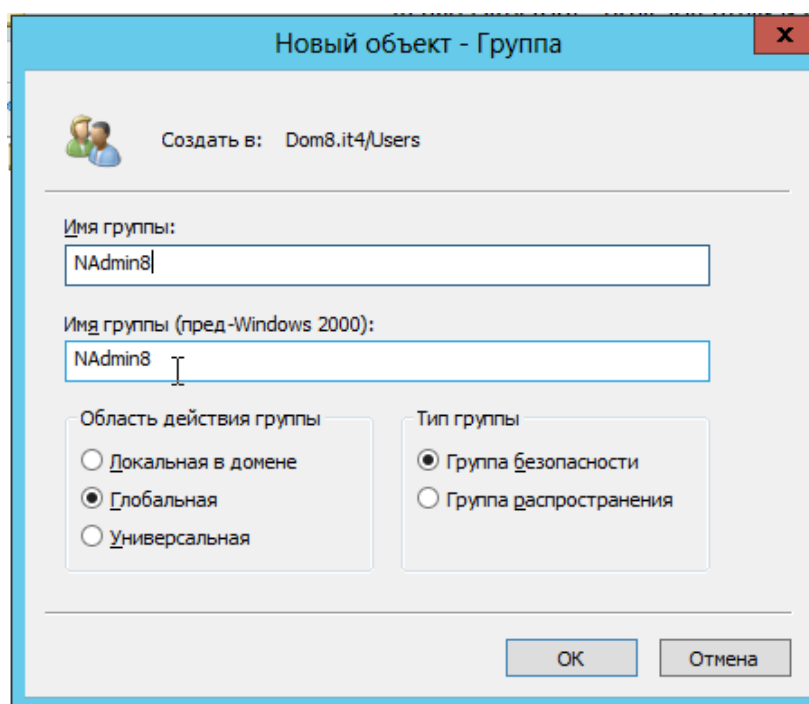 Новый объект - Группа
x
Создать в: Dom8.it4/Users
Имя группы:
NAdmin8
Имя группы (пред-Windows 2000):
NAdmin8
Область действия группы
Локальная в домене
Глобальная
Универсальная
Тип группы
Группа безопасности
Группа распространения
ОК
Отмена